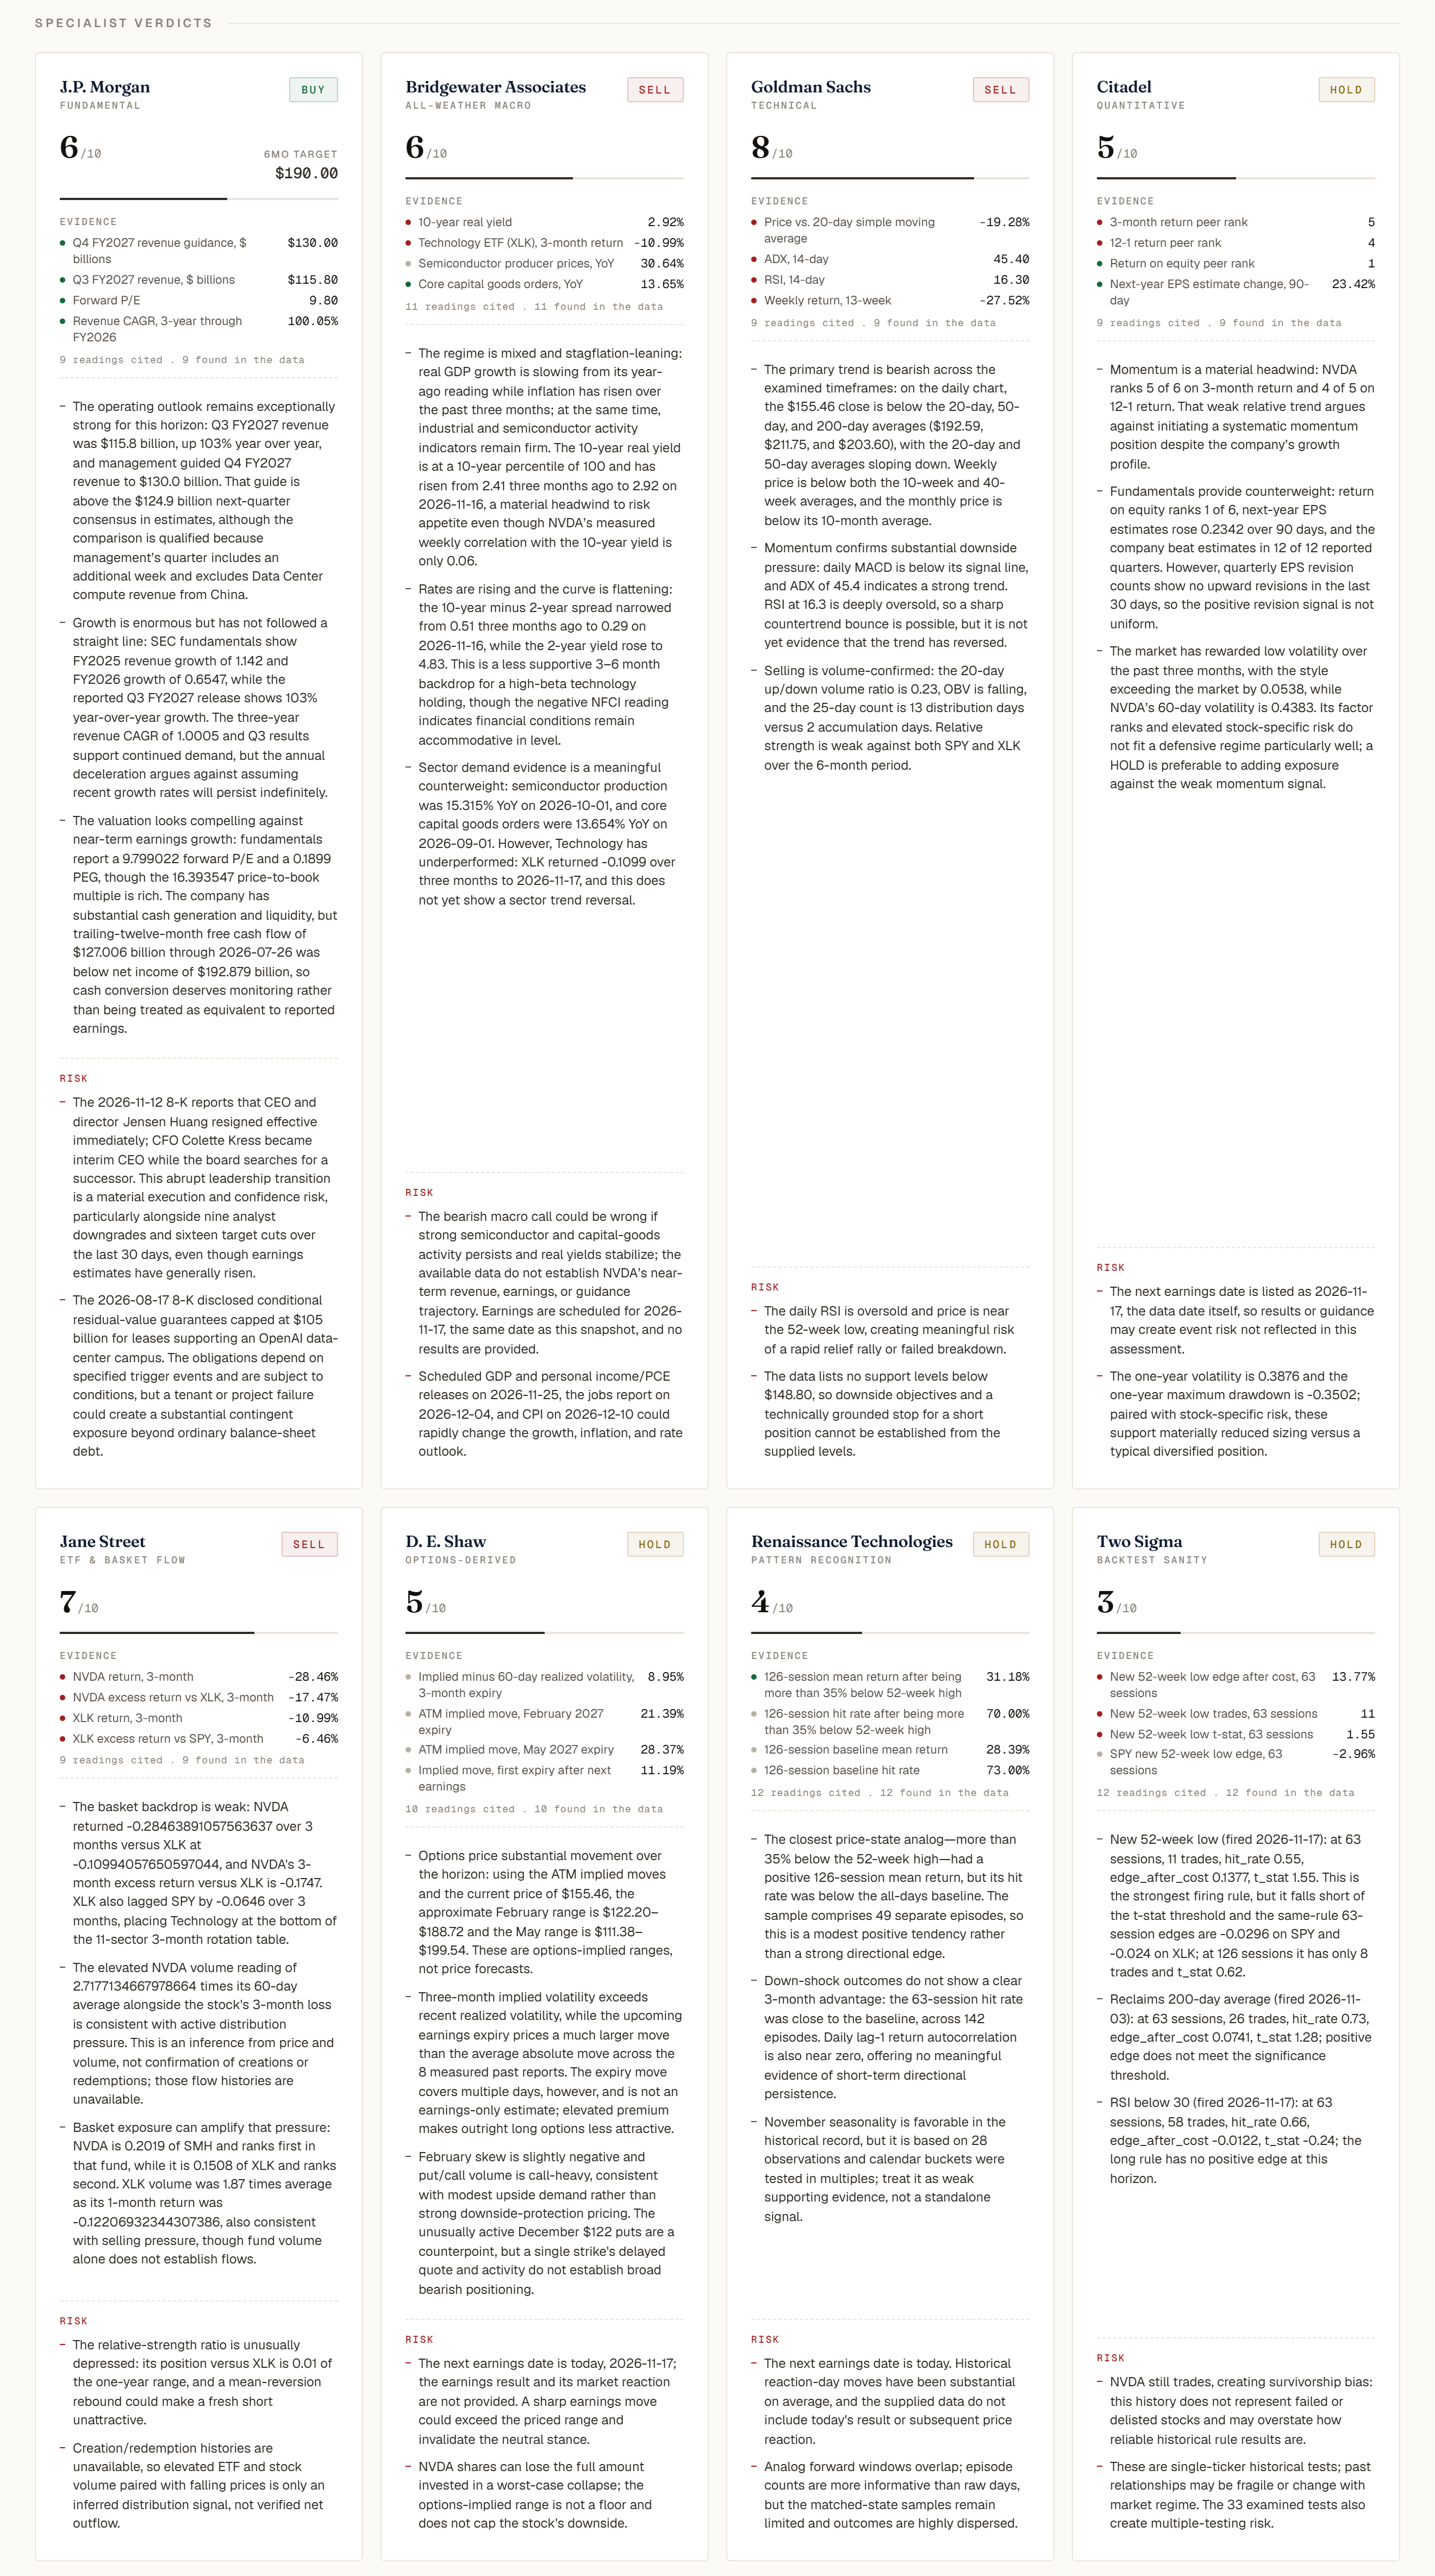 SPECIALIST VERDICTS
J.P. Morgan
BUY
FUNDAMENTAL
6/10
6MO TARGET
$190.00
EVIDENCE
Q4 FY2027 revenue guidance, $ $130.00
billions
Q3 FY2027 revenue, $ billions $115.80
Forward P/E 9.80
Revenue CAGR, 3-year through 100.05%
FY2026
9 readings cited . 9 found in the data
– The operating outlook remains exceptionally
strong for this horizon: Q3 FY2027 revenue
was $115.8 billion, up 103% year over year,
and management guided Q4 FY2027
revenue to $130.0 billion. That guide is
above the $124.9 billion next-quarter
consensus in estimates, although the
comparison is qualified because
management's quarter includes an
additional week and excludes Data Center
compute revenue from China.
– Growth is enormous but has not followed a
straight line: SEC fundamentals show
FY2025 revenue growth of 1.142 and
FY2026 growth of 0.6547, while the
reported Q3 FY2027 release shows 103%
year-over-year growth. The three-year
revenue CAGR of 1.0005 and Q3 results
support continued demand, but the annual
deceleration argues against assuming
recent growth rates will persist indefinitely.
– The valuation looks compelling against
near-term earnings growth: fundamentals
report a 9.799022 forward P/E and a 0.1899
PEG, though the 16.393547 price-to-book
multiple is rich. The company has
substantial cash generation and liquidity, but
trailing-twelve-month free cash flow of
$127.006 billion through 2026-07-26 was
below net income of $192.879 billion, so
cash conversion deserves monitoring rather
than being treated as equivalent to reported
earnings.
RISK
– The 2026-11-12 8-K reports that CEO and
director Jensen Huang resigned effective
immediately; CFO Colette Kress became
interim CEO while the board searches for a
successor. This abrupt leadership transition
is a material execution and confidence risk,
particularly alongside nine analyst
downgrades and sixteen target cuts over
the last 30 days, even though earnings
estimates have generally risen.
– The 2026-08-17 8-K disclosed conditional
residual-value guarantees capped at $105
billion for leases supporting an OpenAI data-
center campus. The obligations depend on
specified trigger events and are subject to
conditions, but a tenant or project failure
could create a substantial contingent
exposure beyond ordinary balance-sheet
debt.
Bridgewater Associates
SELL
ALL-WEATHER MACRO
6/10
EVIDENCE
10-year real yield 2.92%
Technology ETF (XLK), 3-month return -10.99%
Semiconductor producer prices, YoY 30.64%
Core capital goods orders, YoY 13.65%
11 readings cited . 11 found in the data
– The regime is mixed and stagflation-leaning:
real GDP growth is slowing from its year-
ago reading while inflation has risen over
the past three months; at the same time,
industrial and semiconductor activity
indicators remain firm. The 10-year real yield
is at a 10-year percentile of 100 and has
risen from 2.41 three months ago to 2.92 on
2026-11-16, a material headwind to risk
appetite even though NVDA's measured
weekly correlation with the 10-year yield is
only 0.06.
– Rates are rising and the curve is flattening:
the 10-year minus 2-year spread narrowed
from 0.51 three months ago to 0.29 on
2026-11-16, while the 2-year yield rose to
4.83. This is a less supportive 3–6 month
backdrop for a high-beta technology
holding, though the negative NFCI reading
indicates financial conditions remain
accommodative in level.
– Sector demand evidence is a meaningful
counterweight: semiconductor production
was 15.315% YoY on 2026-10-01, and core
capital goods orders were 13.654% YoY on
2026-09-01. However, Technology has
underperformed: XLK returned -0.1099 over
three months to 2026-11-17, and this does
not yet show a sector trend reversal.
RISK
– The bearish macro call could be wrong if
strong semiconductor and capital-goods
activity persists and real yields stabilize; the
available data do not establish NVDA's near-
term revenue, earnings, or guidance
trajectory. Earnings are scheduled for 2026-
11-17, the same date as this snapshot, and no
results are provided.
– Scheduled GDP and personal income/PCE
releases on 2026-11-25, the jobs report on
2026-12-04, and CPI on 2026-12-10 could
rapidly change the growth, inflation, and rate
outlook.
Goldman Sachs
SELL
TECHNICAL
8/10
EVIDENCE
Price vs. 20-day simple moving -19.28%
average
ADX, 14-day 45.40
RSI, 14-day 16.30
Weekly return, 13-week -27.52%
9 readings cited . 9 found in the data
– The primary trend is bearish across the
examined timeframes: on the daily chart,
the $155.46 close is below the 20-day, 50-
day, and 200-day averages ($192.59,
$211.75, and $203.60), with the 20-day and
50-day averages sloping down. Weekly
price is below both the 10-week and 40-
week averages, and the monthly price is
below its 10-month average.
– Momentum confirms substantial downside
pressure: daily MACD is below its signal line,
and ADX of 45.4 indicates a strong trend.
RSI at 16.3 is deeply oversold, so a sharp
countertrend bounce is possible, but it is not
yet evidence that the trend has reversed.
– Selling is volume-confirmed: the 20-day
up/down volume ratio is 0.23, OBV is falling,
and the 25-day count is 13 distribution days
versus 2 accumulation days. Relative
strength is weak against both SPY and XLK
over the 6-month period.
RISK
– The daily RSI is oversold and price is near
the 52-week low, creating meaningful risk
of a rapid relief rally or failed breakdown.
– The data lists no support levels below
$148.80, so downside objectives and a
technically grounded stop for a short
position cannot be established from the
supplied levels.
Citadel
HOLD
QUANTITATIVE
5/10
EVIDENCE
3-month return peer rank 5
12-1 return peer rank 4
Return on equity peer rank 1
Next-year EPS estimate change, 90- 23.42%
day
9 readings cited . 9 found in the data
– Momentum is a material headwind: NVDA
ranks 5 of 6 on 3-month return and 4 of 5 on
12-1 return. That weak relative trend argues
against initiating a systematic momentum
position despite the company's growth
profile.
– Fundamentals provide counterweight: return
on equity ranks 1 of 6, next-year EPS
estimates rose 0.2342 over 90 days, and the
company beat estimates in 12 of 12 reported
quarters. However, quarterly EPS revision
counts show no upward revisions in the last
30 days, so the positive revision signal is not
uniform.
– The market has rewarded low volatility over
the past three months, with the style
exceeding the market by 0.0538, while
NVDA's 60-day volatility is 0.4383. Its factor
ranks and elevated stock-specific risk do
not fit a defensive regime particularly well; a
HOLD is preferable to adding exposure
against the weak momentum signal.
RISK
– The next earnings date is listed as 2026-11-
17, the data date itself, so results or guidance
may create event risk not reflected in this
assessment.
– The one-year volatility is 0.3876 and the
one-year maximum drawdown is -0.3502;
paired with stock-specific risk, these
support materially reduced sizing versus a
typical diversified position.
Jane Street
SELL
ETF & BASKET FLOW
7/10
EVIDENCE
NVDA return, 3-month -28.46%
NVDA excess return vs XLK, 3-month -17.47%
XLK return, 3-month -10.99%
XLK excess return vs SPY, 3-month -6.46%
9 readings cited . 9 found in the data
– The basket backdrop is weak: NVDA
returned -0.28463891057563637 over 3
months versus XLK at
-0.10994057650597044, and NVDA's 3-
month excess return versus XLK is -0.1747.
XLK also lagged SPY by -0.0646 over 3
months, placing Technology at the bottom of
the 11-sector 3-month rotation table.
– The elevated NVDA volume reading of
2.7177134667978664 times its 60-day
average alongside the stock's 3-month loss
is consistent with active distribution
pressure. This is an inference from price and
volume, not confirmation of creations or
redemptions; those flow histories are
unavailable.
– Basket exposure can amplify that pressure:
NVDA is 0.2019 of SMH and ranks first in
that fund, while it is 0.1508 of XLK and ranks
second. XLK volume was 1.87 times average
as its 1-month return was
-0.12206932344307386, also consistent
with selling pressure, though fund volume
alone does not establish flows.
RISK
– The relative-strength ratio is unusually
depressed: its position versus XLK is 0.01 of
the one-year range, and a mean-reversion
rebound could make a fresh short
unattractive.
– Creation/redemption histories are
unavailable, so elevated ETF and stock
volume paired with falling prices is only an
inferred distribution signal, not verified net
outflow.
D. E. Shaw
HOLD
OPTIONS-DERIVED
5/10
EVIDENCE
Implied minus 60-day realized volatility, 8.95%
3-month expiry
ATM implied move, February 2027 21.39%
expiry
ATM implied move, May 2027 expiry 28.37%
Implied move, first expiry after next 11.19%
earnings
10 readings cited . 10 found in the data
– Options price substantial movement over
the horizon: using the ATM implied moves
and the current price of $155.46, the
approximate February range is $122.20–
$188.72 and the May range is $111.38–
$199.54. These are options-implied ranges,
not price forecasts.
– Three-month implied volatility exceeds
recent realized volatility, while the upcoming
earnings expiry prices a much larger move
than the average absolute move across the
8 measured past reports. The expiry move
covers multiple days, however, and is not an
earnings-only estimate; elevated premium
makes outright long options less attractive.
– February skew is slightly negative and
put/call volume is call-heavy, consistent
with modest upside demand rather than
strong downside-protection pricing. The
unusually active December $122 puts are a
counterpoint, but a single strike's delayed
quote and activity do not establish broad
bearish positioning.
RISK
– The next earnings date is today, 2026-11-17;
the earnings result and its market reaction
are not provided. A sharp earnings move
could exceed the priced range and
invalidate the neutral stance.
– NVDA shares can lose the full amount
invested in a worst-case collapse; the
options-implied range is not a floor and
does not cap the stock's downside.
Renaissance Technologies
HOLD
PATTERN RECOGNITION
4/10
EVIDENCE
126-session mean return after being 31.18%
more than 35% below 52-week high
126-session hit rate after being more 70.00%
than 35% below 52-week high
126-session baseline mean return 28.39%
126-session baseline hit rate 73.00%
12 readings cited . 12 found in the data
– The closest price-state analog—more than
35% below the 52-week high—had a
positive 126-session mean return, but its hit
rate was below the all-days baseline. The
sample comprises 49 separate episodes, so
this is a modest positive tendency rather
than a strong directional edge.
– Down-shock outcomes do not show a clear
3-month advantage: the 63-session hit rate
was close to the baseline, across 142
episodes. Daily lag-1 return autocorrelation
is also near zero, offering no meaningful
evidence of short-term directional
persistence.
– November seasonality is favorable in the
historical record, but it is based on 28
observations and calendar buckets were
tested in multiples; treat it as weak
supporting evidence, not a standalone
signal.
RISK
– The next earnings date is today. Historical
reaction-day moves have been substantial
on average, and the supplied data do not
include today's result or subsequent price
reaction.
– Analog forward windows overlap; episode
counts are more informative than raw days,
but the matched-state samples remain
limited and outcomes are highly dispersed.
Two Sigma
HOLD
BACKTEST SANITY
3/10
EVIDENCE
New 52-week low edge after cost, 63 13.77%
sessions
New 52-week low trades, 63 sessions 11
New 52-week low t-stat, 63 sessions 1.55
SPY new 52-week low edge, 63 -2.96%
sessions
12 readings cited . 12 found in the data
– New 52-week low (fired 2026-11-17): at 63
sessions, 11 trades, hit_rate 0.55,
edge_after_cost 0.1377, t_stat 1.55. This is
the strongest firing rule, but it falls short of
the t-stat threshold and the same-rule 63-
session edges are -0.0296 on SPY and
-0.024 on XLK; at 126 sessions it has only 8
trades and t_stat 0.62.
– Reclaims 200-day average (fired 2026-11-
03): at 63 sessions, 26 trades, hit_rate 0.73,
edge_after_cost 0.0741, t_stat 1.28; positive
edge does not meet the significance
threshold.
– RSI below 30 (fired 2026-11-17): at 63
sessions, 58 trades, hit_rate 0.66,
edge_after_cost -0.0122, t_stat -0.24; the
long rule has no positive edge at this
horizon.
RISK
– NVDA still trades, creating survivorship bias:
this history does not represent failed or
delisted stocks and may overstate how
reliable historical rule results are.
– These are single-ticker historical tests; past
relationships may be fragile or change with
market regime. The 33 examined tests also
create multiple-testing risk.